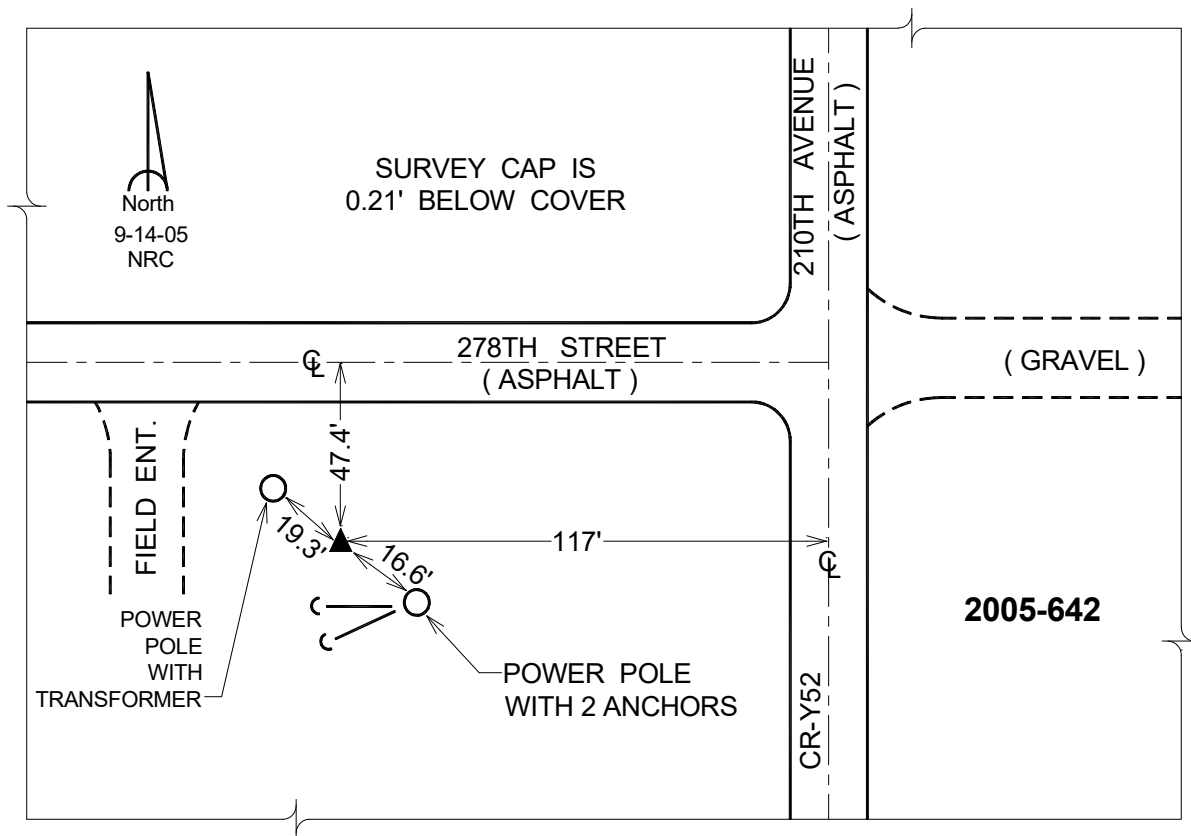 SURVEY CAP IS
0.21' BELOW COVER
North
9-14-05
NRC
210TH AVENUE
( ASPHALT )
278TH STREET
( ASPHALT )
( GRAVEL )
CL
FIELD ENT.
47.4'
19.3'
16.6'
117'
CL
2005-642
POWER
POLE
WITH
TRANSFORMER
POWER POLE
WITH 2 ANCHORS
CR-Y52